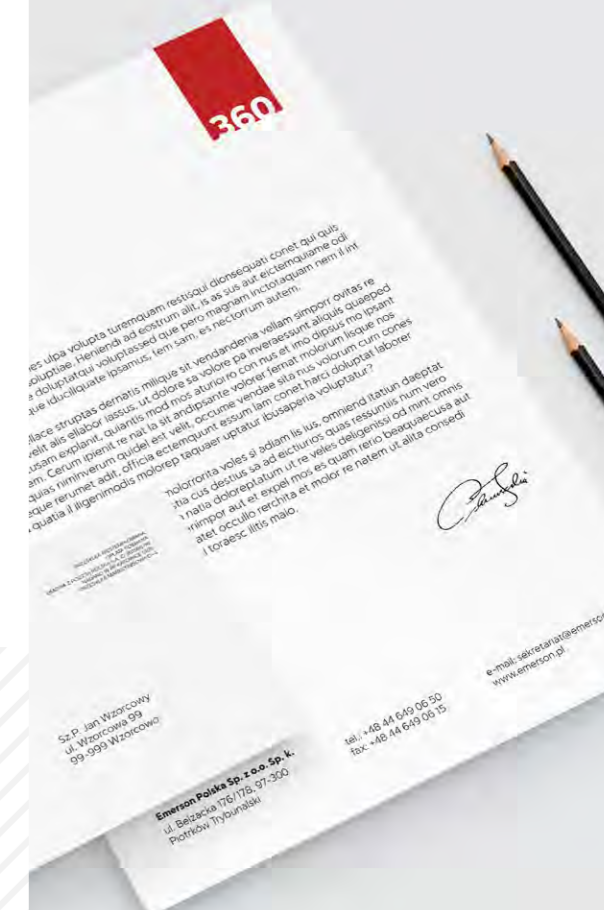 360
es ulpa volupta turemquam restisqui dionsequati conet qui quis
oluptiae. Heniendi ad eostrum alit, is as sus aut eictemquiame odi
doluptatqui voluptassed que pero magnam inctotaquam nem il int
que iduciliquate ipsamus, tem sam, es nectorrum autem.
llace struptas dernatis milique sit vendandenia vellam simporr ovitas re
velit alis ellabor iassus, ut dolore sa volore pa inveraessunt aliquis quaeped
usam explanit, quiantis mod mos aturiorro con nus et imo dipsus mo ipsant
em. Cerum ipienit re nat la sit andipsante volorer fernat molorum lisque nos
quias niminverum quidel est velit, occume vendae sita nus volorum cum cones
eque rerumet adit, officia ectemquunt essum lam conet harci doluptat laborer
quatia il iligenimodis molorep taquaer uptatur ibusaperia voluptatur?
holorrorita voles si adiam lis ius, omniend itatiun daeptat
stia cus destius sa ad eicturios quas ressuntiis num vero
natia doloreptatum ut re veles deligenissi od mint omnis
rimpor aut et expel mos es quam rerio beaquaecusa aut
atet occullo rerchita et molor re natem ut alita consedi
toraesc ilitis maio.
Sz.P. Jan Wzorcowy
ul. Wzorcowa 99
99-999 Wzorcowo
Emerson Polska Sp. z o.o. Sp. k.
ul. Belzacka 176/178, 97-300
Piotrków Trybunalski
tel.: +48 44 649 06 50
fax: +48 44 649 06 15
e-mail: sekretariat@emerson
www.emerson.pl